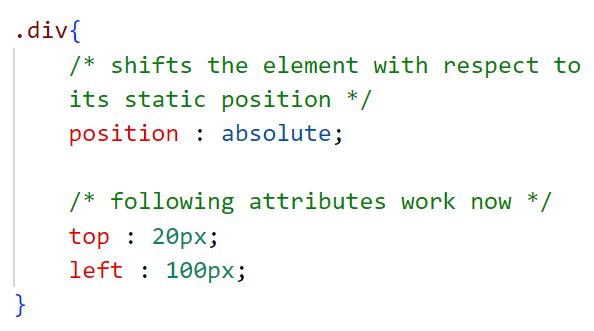 .div{
/* shifts the element with respect to
its static position */
position : absolute;
/* following attributes work now */
top : 20px;
left : 100px;
}